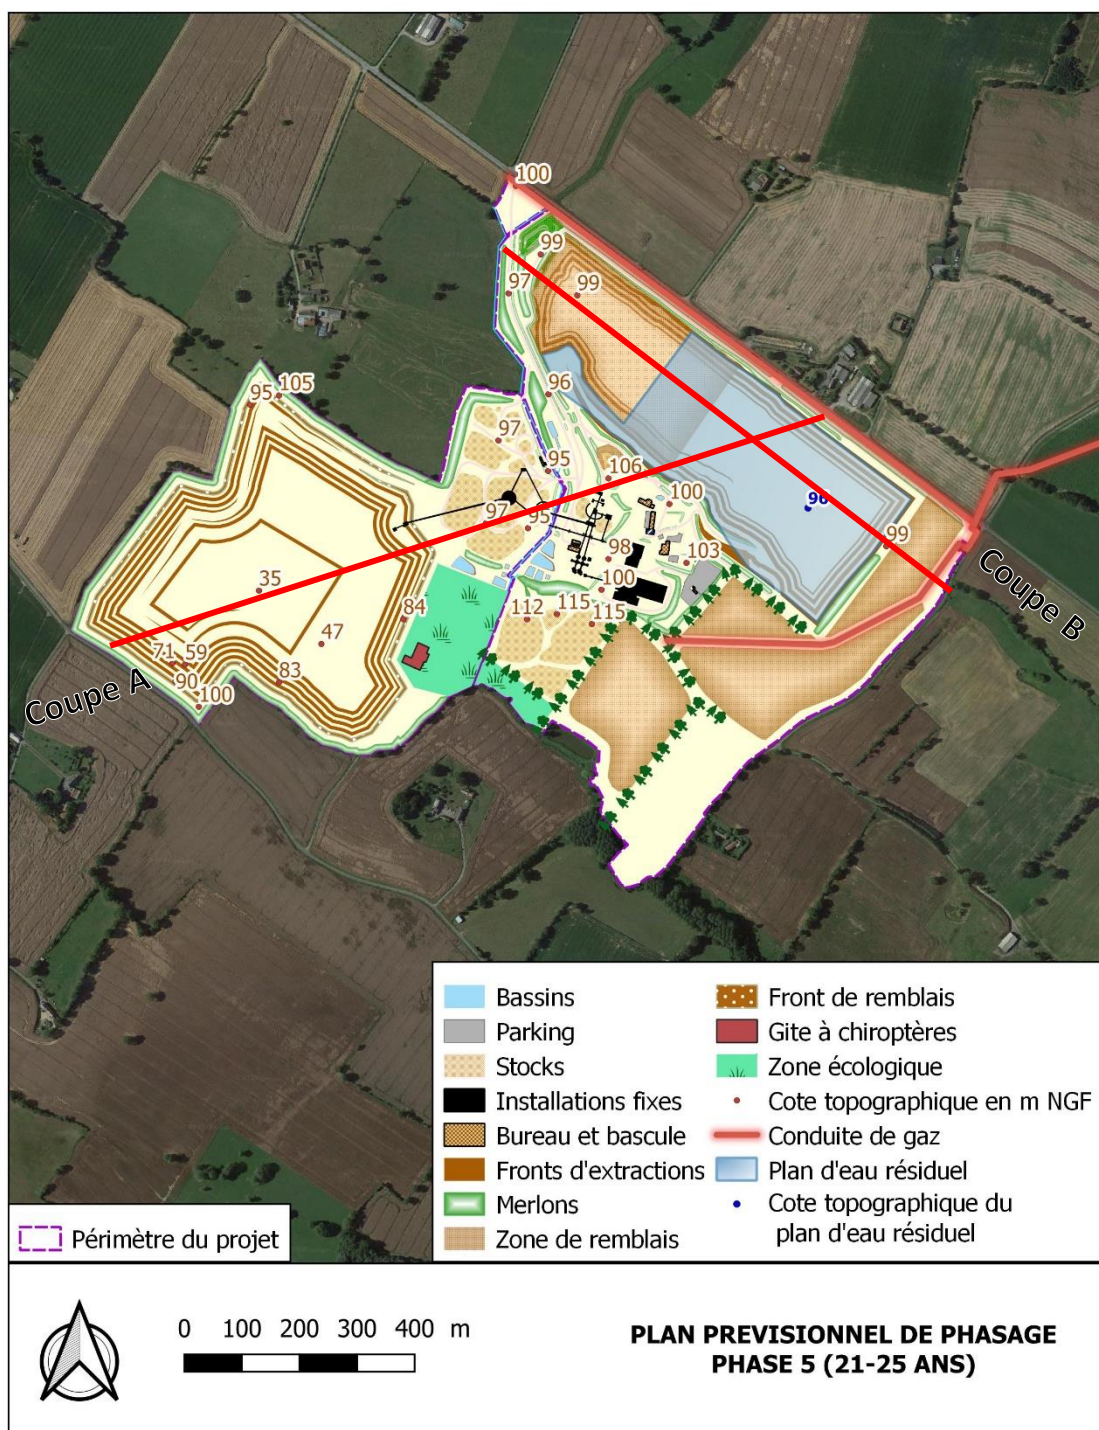 100
99
97
99
96
105
95
97
95
106
97
95
100
96
99
98
103
100
35
84
112
115
115
47
71
59
90
83
100
Coupe A
Coupe B
Bassins
Parking
Stocks
Installations fixes
Bureau et bascule
Fronts d'extractions
Merlons
Zone de remblais
Front de remblais
Gite à chiroptères
Zone écologique
Cote topographique en m NGF
Conduite de gaz
Plan d'eau résiduel
Cote topographique du
plan d'eau résiduel
Périmètre du projet
0 100 200 300 400 m
PLAN PREVISIONNEL DE PHASAGE
PHASE 5 (21-25 ANS)